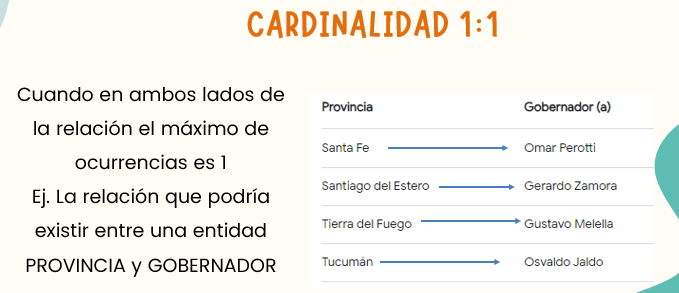 CARDINALIDAD 1:1
Cuando en ambos lados de
la relación el máximo de
ocurrencias es 1
Ej. La relación que podría
existir entre una entidad
PROVINCIA y GOBERNADOR
Provincia Gobernador (a)
Santa Fe Omar Perotti
Santiago del Estero Gerardo Zamora
Tierra del Fuego Gustavo Melella
Tucumán Osvaldo Jaldo